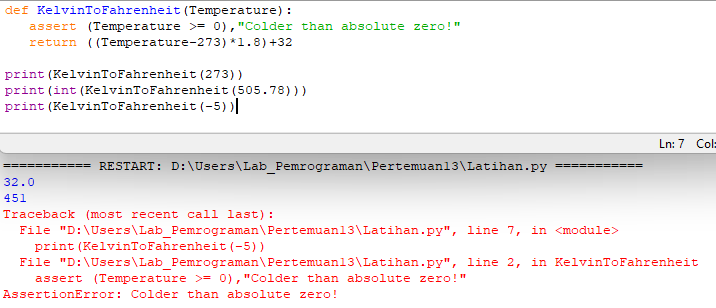 def KelvinToFahrenheit(Temperature):
   assert (Temperature >= 0),"Colder than absolute zero!"
   return ((Temperature-273)*1.8)+32

print(KelvinToFahrenheit(273))
print(int(KelvinToFahrenheit(505.78)))
print(KelvinToFahrenheit(-5))
Ln: 7 Col:
=========== RESTART: D:\Users\Lab_Pemrograman\Pertemuan13\Latihan.py ===========
32.0
451
Traceback (most recent call last):
  File "D:\Users\Lab_Pemrograman\Pertemuan13\Latihan.py", line 7, in <module>
    print(KelvinToFahrenheit(-5))
  File "D:\Users\Lab_Pemrograman\Pertemuan13\Latihan.py", line 2, in KelvinToFahrenheit
    assert (Temperature >= 0),"Colder than absolute zero!"
AssertionError: Colder than absolute zero!